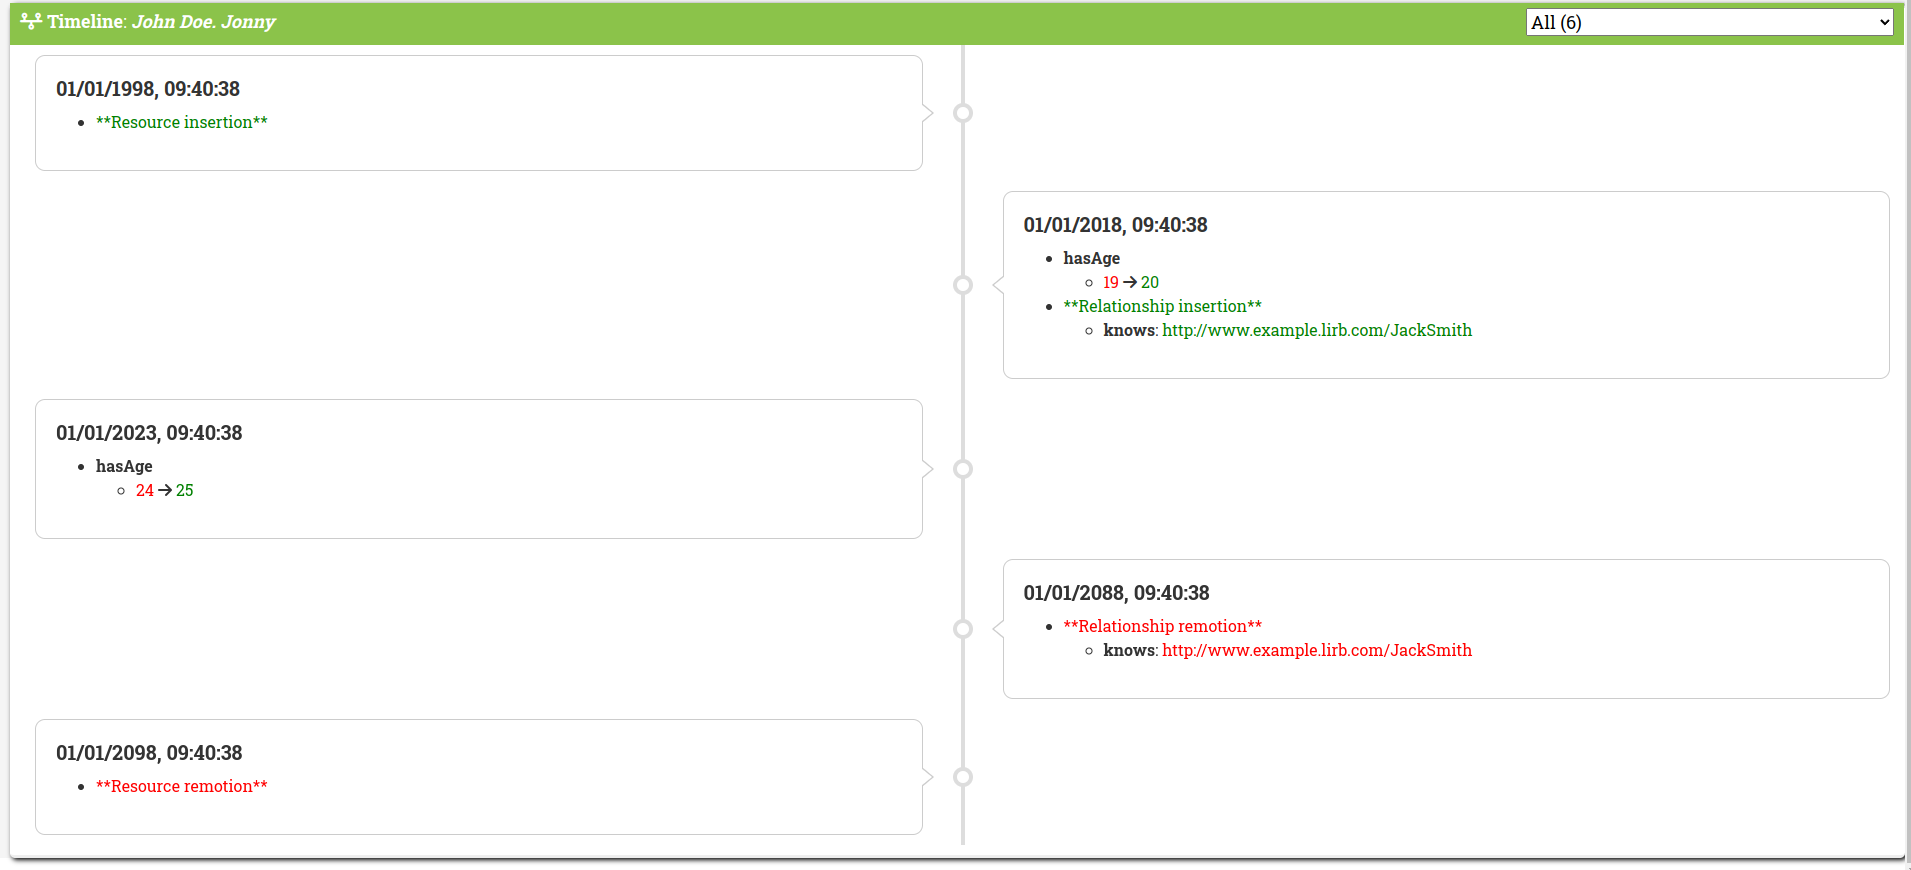 Timeline: John Doe. Jonny
All (6)
01/01/1998, 09:40:38
**Resource insertion**
01/01/2018, 09:40:38
hasAge
19 → 20
**Relationship insertion**
knows: http://www.example.lirb.com/JackSmith
01/01/2023, 09:40:38
hasAge
24 → 25
01/01/2088, 09:40:38
**Relationship remotion**
knows: http://www.example.lirb.com/JackSmith
01/01/2098, 09:40:38
**Resource remotion**